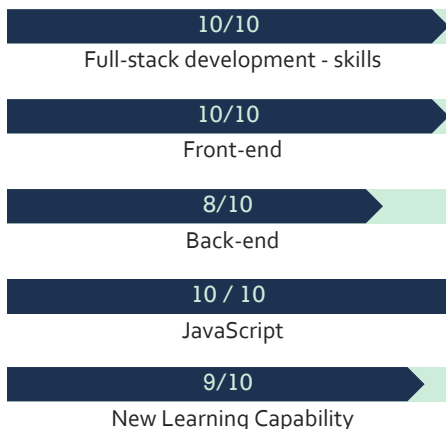 10/10
Full-stack development - skills
10/10
Front-end
8/10
Back-end
10 / 10
JavaScript
9/10
New Learning Capability